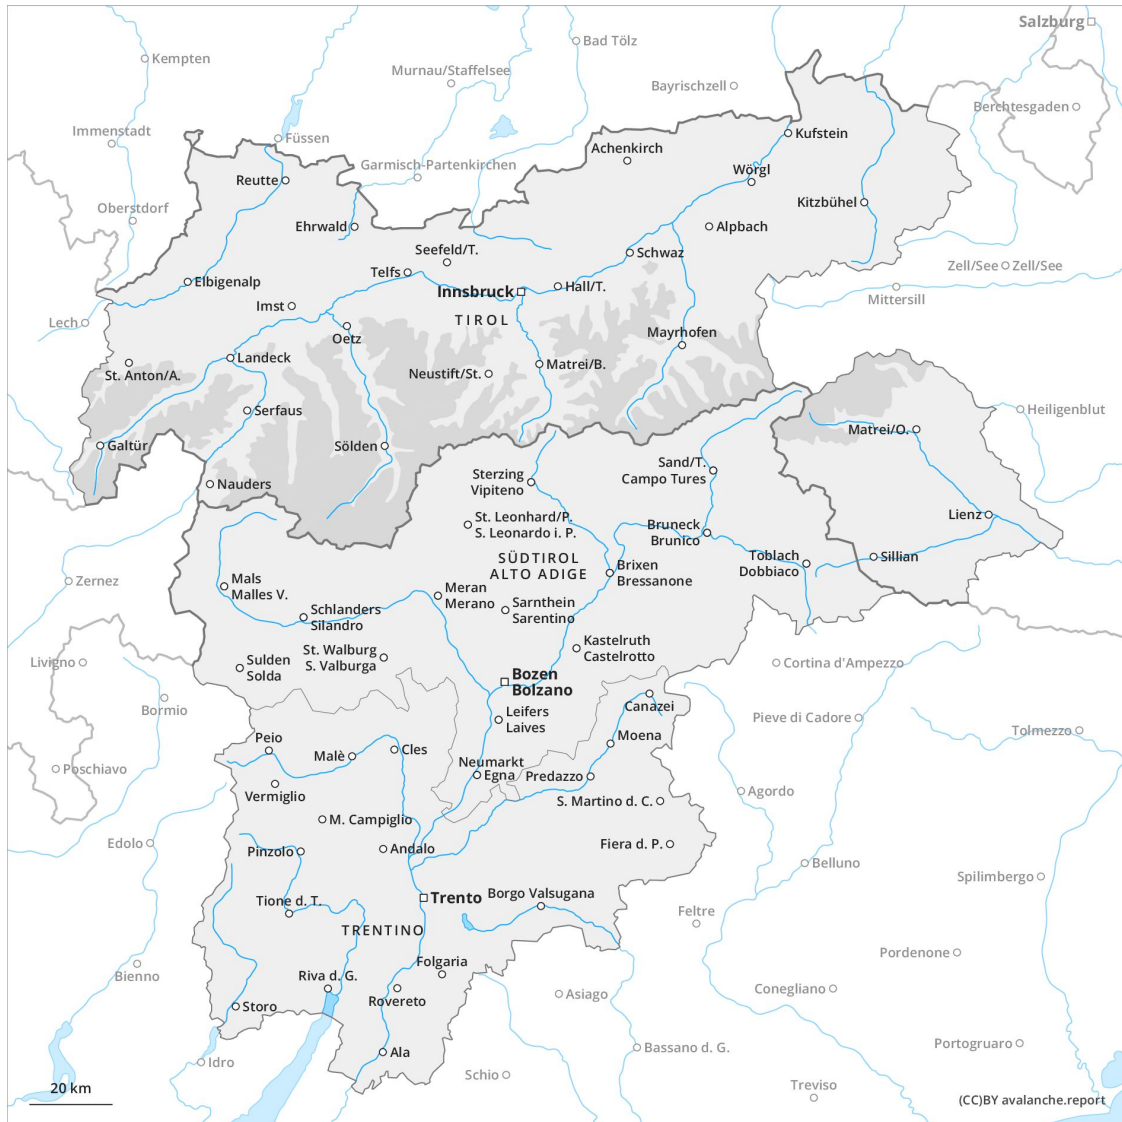 Salzburg
Bad Tölz
Kempten
Murnau/Staffelsee
Bayrischzell
Berchtesgaden
Immenstadt
Füssen
Kufstein
Achenkirch
Garmisch-Partenkirchen
Wörgl
Reutte
Oberstdorf
Kitzbühel
Ehrwald
Alpbach
Seefeld/T.
Schwaz
Telfs
Zell/See
Zell/See
Elbigenalp
Innsbruck
Hall/T.
Mittersill
Imst
TIROL
Lech
Oetz
Mayrhofen
Landeck
Matrei/B.
St. Anton/A.
Neustift/St.
Serfaus
Heiligenblut
Matrei/O.
Galtür
Sölden
Sand/T.
Campo Tures
Sterzing
Vipiteno
Nauders
Lienz
St. Leonhard/P.
S. Leonardo i. P.
Bruneck
Brunico
SÜDTIROL
ALTO ADIGE
Toblach
Dobbiaco
Sillian
Brixen
Bressanone
Zernez
Mals
Malles V.
Meran
Merano
Sarnthein
Sarentino
Schlanders
Silandro
Kastelruth
Castelrotto
St. Walburg
S. Valburga
Livigno
Sulden
Solda
Cortina d'Ampezzo
Bozen
Bolzano
Bormio
Canazei
Leifers
Laives
Pieve di Cadore
Tolmezzo
Peio
Moena
Malè
Cles
Poschiavo
Neumarkt
Egna
Predazzo
Vermiglio
Agordo
S. Martino d. C.
M. Campiglio
Edolo
Pinzolo
Andalo
Fiera d. P.
Belluno
Spilimbergo
Borgo Valsugana
Trento
Tione d. T.
Feltre
TRENTINO
Pordenone
Folgaria
Bienno
Riva d. G.
Conegliano
Asiago
Rovereto
Storo
Portogruaro
Bassano d. G.
Ala
Idro
Schio
Treviso
20 km
(CC)BY avalanche.report